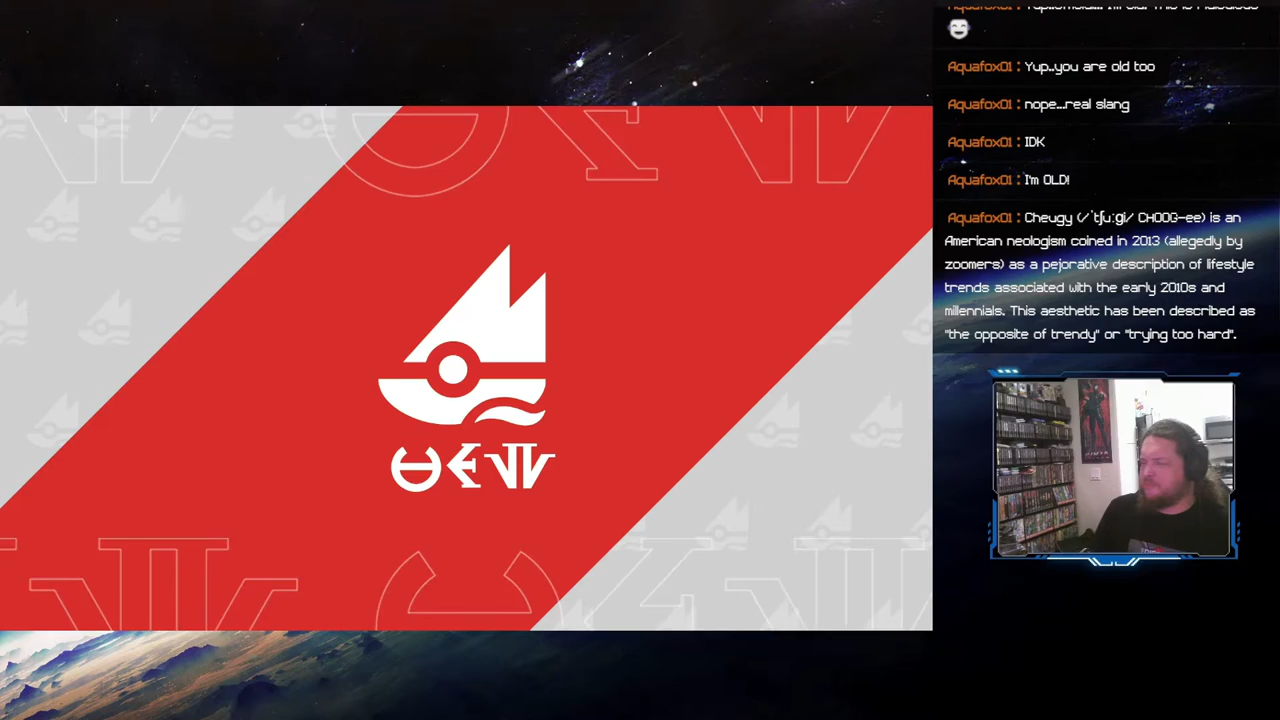 Aquafox01 : Yup..you are old too
Aquafox01 : nope...real slang
Aquafox01 : IDK
Aquafox01 : I'm OLD!
Aquafox01 : Cheugy (/ˈtʃuːɡi/ CHOOG-ee) is an
American neologism coined in 2013 (allegedly by
zoomers) as a pejorative description of lifestyle
trends associated with the early 2010s and
millennials. This aesthetic has been described as
"the opposite of trendy" or "trying too hard".